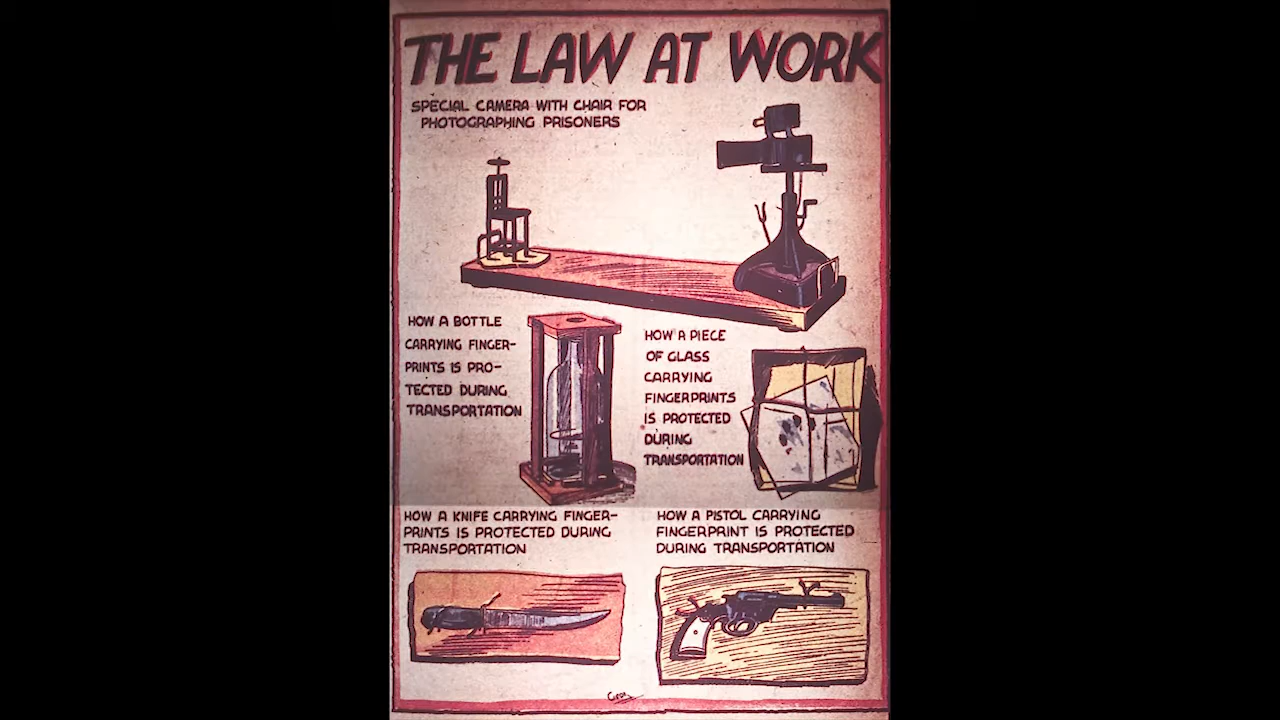 THE LAW AT WORK
SPECIAL CAMERA WITH CHAIR FOR
PHOTOGRAPHING PRISONERS
HOW A BOTTLE
CARRYING FINGER-
PRINTS IS PRO-
TECTED DURING
TRANSPORTATION
HOW A PIECE
OF GLASS
CARRYING
FINGERPRINTS
IS PROTECTED
DURING
TRANSPORTATION
HOW A KNIFE CARRYING FINGER-
PRINTS IS PROTECTED DURING
TRANSPORTATION
HOW A PISTOL CARRYING
FINGERPRINT IS PROTECTED
DURING TRANSPORTATION